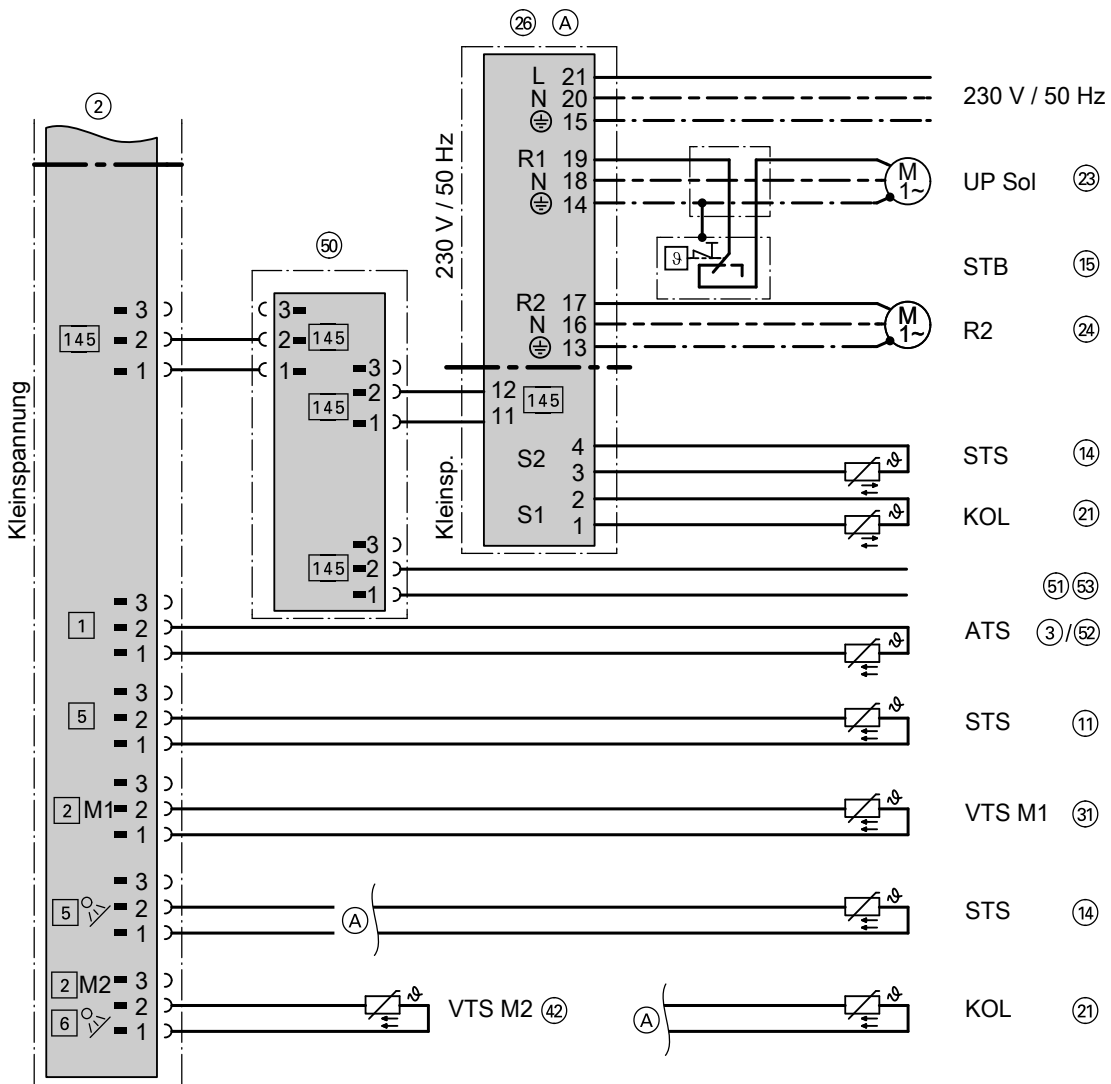 26 A
L 21
N 20
15
230 V / 50 Hz
2
R1 19
N 18
14
UP Sol 23
230 V / 50 Hz
50
ϑ
STB 15
R2 17
N 16
13
R2 24
M 1~
M 1~
145
3
2
1
3
2 145
1
145
3
2
1
12 145
11
Kleinspannung
Kleinsp.
S2 4
3
ϑ
STS 14
S1 2
1
ϑ
KOL 21
145
3
2
1
51 53
1
3
2
1
ϑ
ATS 3/52
5
3
2
1
ϑ
STS 11
2 M1
3
2
1
ϑ
VTS M1 31
5
3
2
1
A
ϑ
STS 14
2 M2
6
3
2
1
ϑ
VTS M2 42
A
ϑ
KOL 21